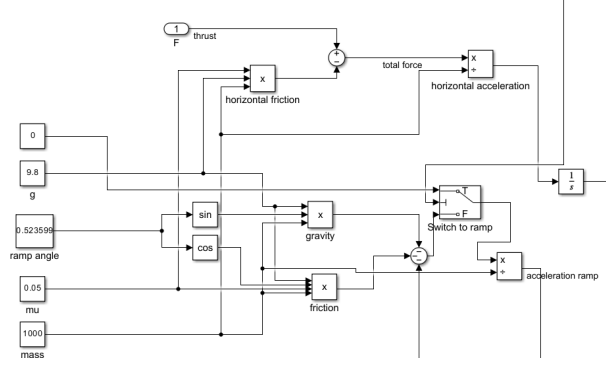 1
thrust
F
+
−
x
total force
x
÷
horizontal friction
horizontal acceleration
0
9.8
g
1
s
T
F
Switch to ramp
sin
x
gravity
0.523599
ramp angle
cos
−
−
−
x
÷
acceleration ramp
0.05
mu
x
friction
1000
mass